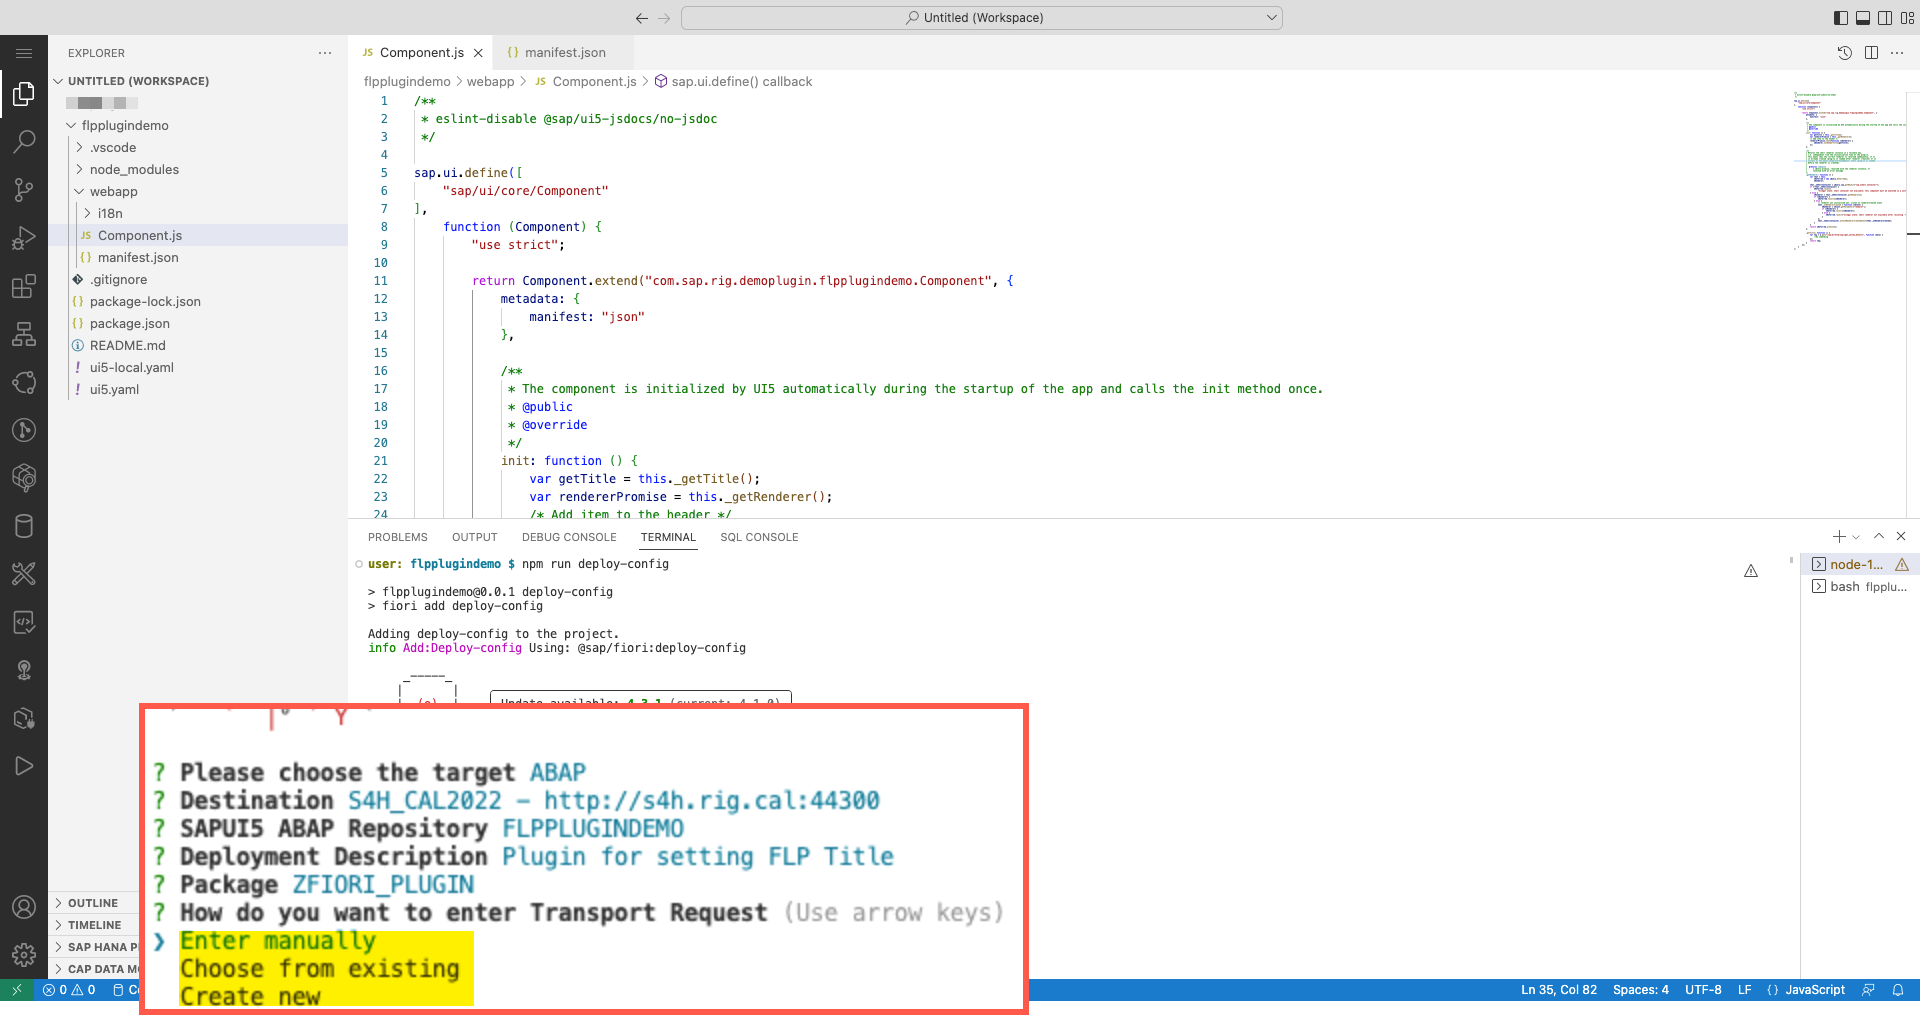 Untitled (Workspace)
EXPLORER
UNTITLED (WORKSPACE)
flpplugindemo
.vscode
node_modules
webapp
i18n
JS Component.js
{} manifest.json
.gitignore
{} package-lock.json
{} package.json
README.md
! ui5-local.yaml
! ui5.yaml
OUTLINE
TIMELINE
SAP HANA P
CAP DATA M
JS Component.js
{} manifest.json
flpplugindemo > webapp > JS Component.js > sap.ui.define() callback
1 /**
2 * eslint-disable @sap/ui5-jsdocs/no-jsdoc
3 */
4
5 sap.ui.define([
6 "sap/ui/core/Component"
7 ],
8 function (Component) {
9 "use strict";
10
11 return Component.extend("com.sap.rig.demoplugin.flpplugindemo.Component", {
12 metadata: {
13 manifest: "json"
14 },
15
16 /**
17 * The component is initialized by UI5 automatically during the startup of the app and calls the init method once.
18 * @public
19 * @override
20 */
21 init: function () {
22 var getTitle = this._getTitle();
23 var rendererPromise = this._getRenderer();
24 /* Add item to the header */
PROBLEMS OUTPUT DEBUG CONSOLE TERMINAL SQL CONSOLE
user: flpplugindemo $ npm run deploy-config
> flpplugindemo@0.0.1 deploy-config
> fiori add deploy-config
Adding deploy-config to the project.
info Add:Deploy-config Using: @sap/fiori:deploy-config
Update available: 4.3.1 (current: 4.1.0)
node-1...
bash flpplu...
? Please choose the target ABAP
? Destination S4H_CAL2022 – http://s4h.rig.cal:44300
? SAPUI5 ABAP Repository FLPPLUGINDEMO
? Deployment Description Plugin for setting FLP Title
? Package ZFIORI_PLUGIN
? How do you want to enter Transport Request (Use arrow keys)
❯ Enter manually
Choose from existing
Create new
0 0
Ln 35, Col 82 Spaces: 4 UTF-8 LF {} JavaScript